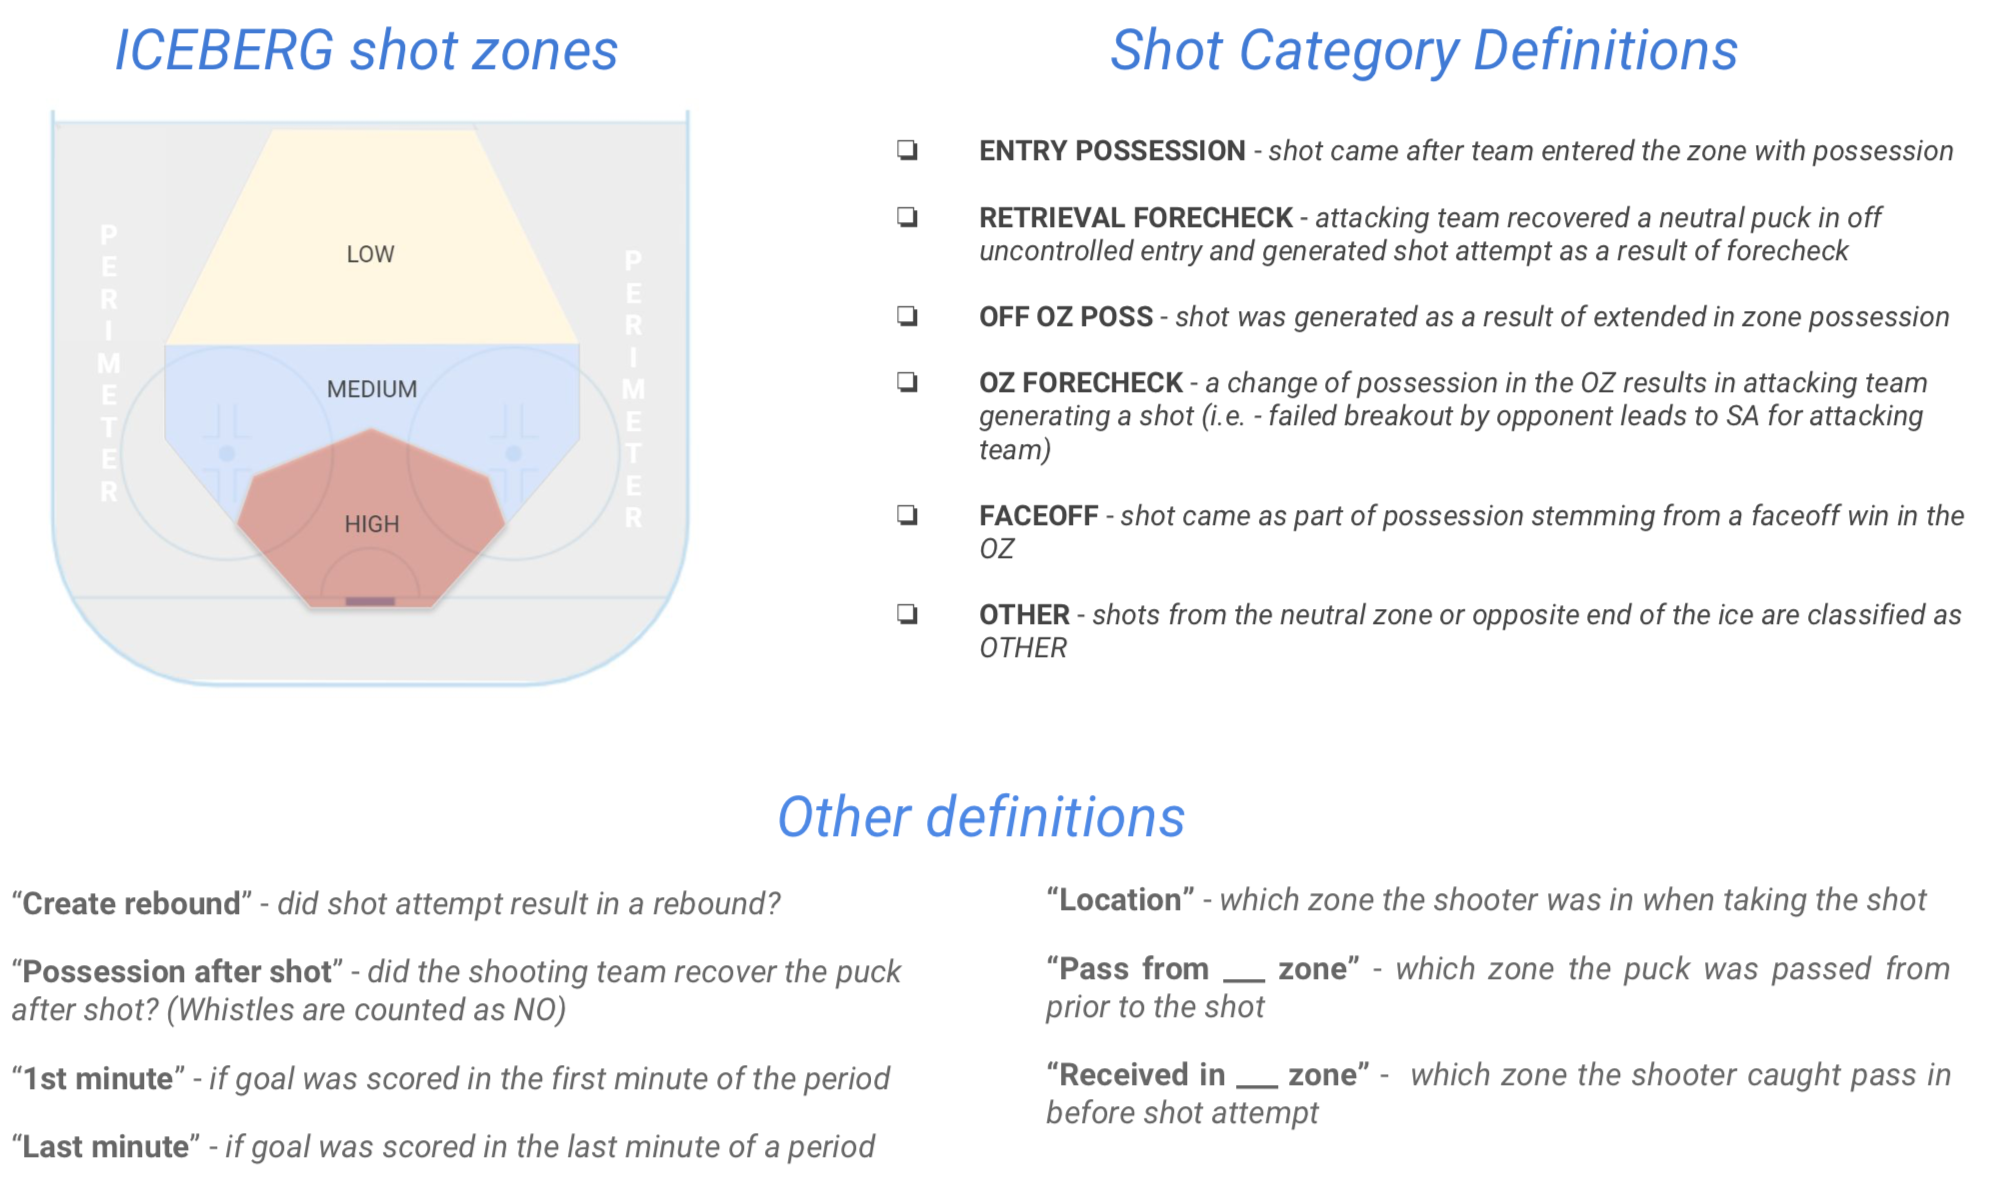 ICEBERG shot zones
PERIMETER
LOW
MEDIUM
HIGH
PERIMETER
Shot Category Definitions
❏ ENTRY POSSESSION - shot came after team entered the zone with possession
❏ RETRIEVAL FORECHECK - attacking team recovered a neutral puck in off
uncontrolled entry and generated shot attempt as a result of forecheck
❏ OFF OZ POSS - shot was generated as a result of extended in zone possession
❏ OZ FORECHECK - a change of possession in the OZ results in attacking team
generating a shot (i.e. - failed breakout by opponent leads to SA for attacking
team)
❏ FACEOFF - shot came as part of possession stemming from a faceoff win in the
OZ
❏ OTHER - shots from the neutral zone or opposite end of the ice are classified as
OTHER
Other definitions
“Create rebound” - did shot attempt result in a rebound?
“Possession after shot” - did the shooting team recover the puck
after shot? (Whistles are counted as NO)
“1st minute” - if goal was scored in the first minute of the period
“Last minute” - if goal was scored in the last minute of a period
“Location” - which zone the shooter was in when taking the shot
“Pass from ___ zone” - which zone the puck was passed from
prior to the shot
“Received in ___ zone” - which zone the shooter caught pass in
before shot attempt